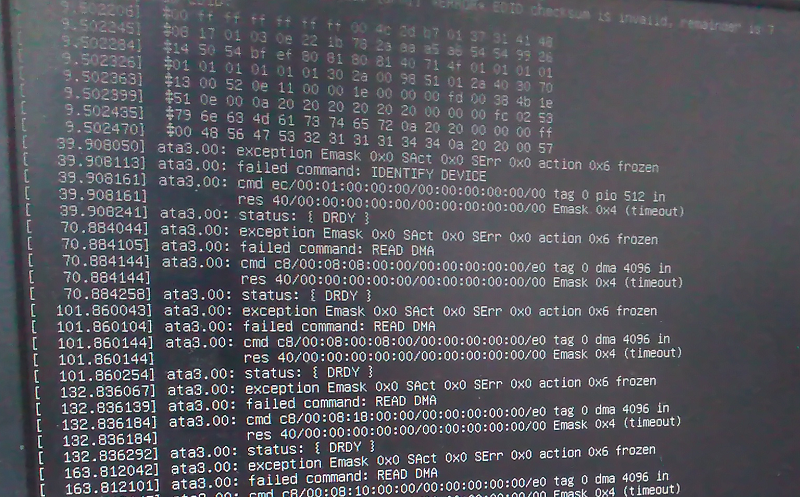 *ERROR* EDID checksum is invalid, remainder is 7
9.502208]
9.502245] 00 ff ff ff ff ff ff 00 4c 2d b7 01 37 31 41 48
9.502284] 08 17 01 03 0e 22 1b 78 2a aa a5 a6 54 54 99 26
9.502326] 14 50 54 bf ef 80 81 80 81 40 71 4f 01 01 01 01
9.502363] 01 01 01 01 01 01 30 2a 00 98 51 01 2a 40 30 70
9.502399] 13 00 52 0e 11 00 00 1e 00 00 00 fd 00 38 4b 1e
9.502435] 51 0e 00 0a 20 20 20 20 20 20 00 00 00 fc 02 53
9.502470] 79 6e 63 4d 61 73 74 65 72 0a 20 20 00 00 00 ff
00 48 56 47 53 32 31 31 31 34 34 0a 20 20 00 57
[ 39.908050] ata3.00: exception Emask 0x0 SAct 0x0 SErr 0x0 action 0x6 frozen
[ 39.908113] ata3.00: failed command: IDENTIFY DEVICE
[ 39.908161] ata3.00: cmd ec/00:01:00:00:00/00:00:00:00:00/00 tag 0 pio 512 in
[ 39.908161] res 40/00:00:00:00:00/00:00:00:00:00/00 Emask 0x4 (timeout)
[ 39.908241] ata3.00: status: { DRDY }
[ 70.884044] ata3.00: exception Emask 0x0 SAct 0x0 SErr 0x0 action 0x6 frozen
[ 70.884105] ata3.00: failed command: READ DMA
[ 70.884144] ata3.00: cmd c8/00:08:08:00:00/00:00:00:00:00/e0 tag 0 dma 4096 in
[ 70.884144] res 40/00:00:00:00:00/00:00:00:00:00/00 Emask 0x4 (timeout)
[ 70.884258] ata3.00: status: { DRDY }
[ 101.860043] ata3.00: exception Emask 0x0 SAct 0x0 SErr 0x0 action 0x6 frozen
[ 101.860104] ata3.00: failed command: READ DMA
[ 101.860144] ata3.00: cmd c8/00:08:00:00:00/00:00:00:00:00/e0 tag 0 dma 4096 in
[ 101.860144] res 40/00:00:00:00:00/00:00:00:00:00/00 Emask 0x4 (timeout)
[ 101.860254] ata3.00: status: { DRDY }
[ 132.836067] ata3.00: exception Emask 0x0 SAct 0x0 SErr 0x0 action 0x6 frozen
[ 132.836139] ata3.00: failed command: READ DMA
[ 132.836184] ata3.00: cmd c8/00:08:18:00:00/00:00:00:00:00/e0 tag 0 dma 4096 in
[ 132.836184] res 40/00:00:00:00:00/00:00:00:00:00/00 Emask 0x4 (timeout)
[ 132.836292] ata3.00: status: { DRDY }
[ 163.812042] ata3.00: exception Emask 0x0 SAct 0x0 SErr 0x0 action 0x6 frozen
[ 163.812101] ata3.00: failed command: READ DMA
ata3.00: cmd c8/00:08:10:00:00/00:00:00:00:00/e0 tag 0 dma 4096 in
Emask 0x4 (timeout)